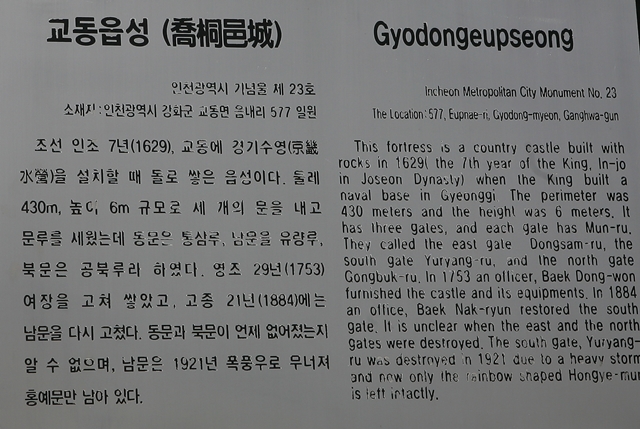 교동읍성 (喬桐邑城)
인천광역시 기념물 제 23호
소재지:인천광역시 강화군 교동면 읍내리 577 일원
조선 인조 7년(1629), 교동에 경기수영(京畿
水營)을 설치할 때 돌로 쌓은 읍성이다. 둘레
430m, 높이 6m 규모로 세 개의 문을 내고
문루를 세웠는데 동문은 통삼루, 남문을 유량루,
북문은 공북루라 하였다. 영조 29년(1753)
여장을 고쳐 쌓았고, 고종 21년(1884)에는
남문을 다시 고쳤다. 동문과 북문이 언제 없어졌는지
알 수 없으며, 남문은 1921년 폭풍우로 무너져
홍예문만 남아 있다.
Gyodongeupseong
Incheon Metropolitan City Monument No. 23
The Location:577, Eupnae-ri, Gyodong-myeon, Ganghwa-gun
This fortress is a country castle built with
rocks in 1629( the 7th year of the King, In-jo
in Joseon Dynasty) when the King built a
naval base in Gyeonggi The perimeter was
430 meters and the height was 6 meters. It
has three gates, and each gate has Mun-ru.
They called the east gate Dongsam-ru, the
south gate Yuryang-ru, and the north gate
Gongbuk-ru. In 1753 an officer, Baek Dong-won
furnished the castle and its equipments. In 1884
an office, Baek Nak-ryun restored the south
gate. It is unclear when the east and the north
gates were destroyed. The south gate, Yuryang-
ru was destroyed in 1921 due to a heavy storm
and now only the rainbow shaped Hongye-mun
is left intactly.